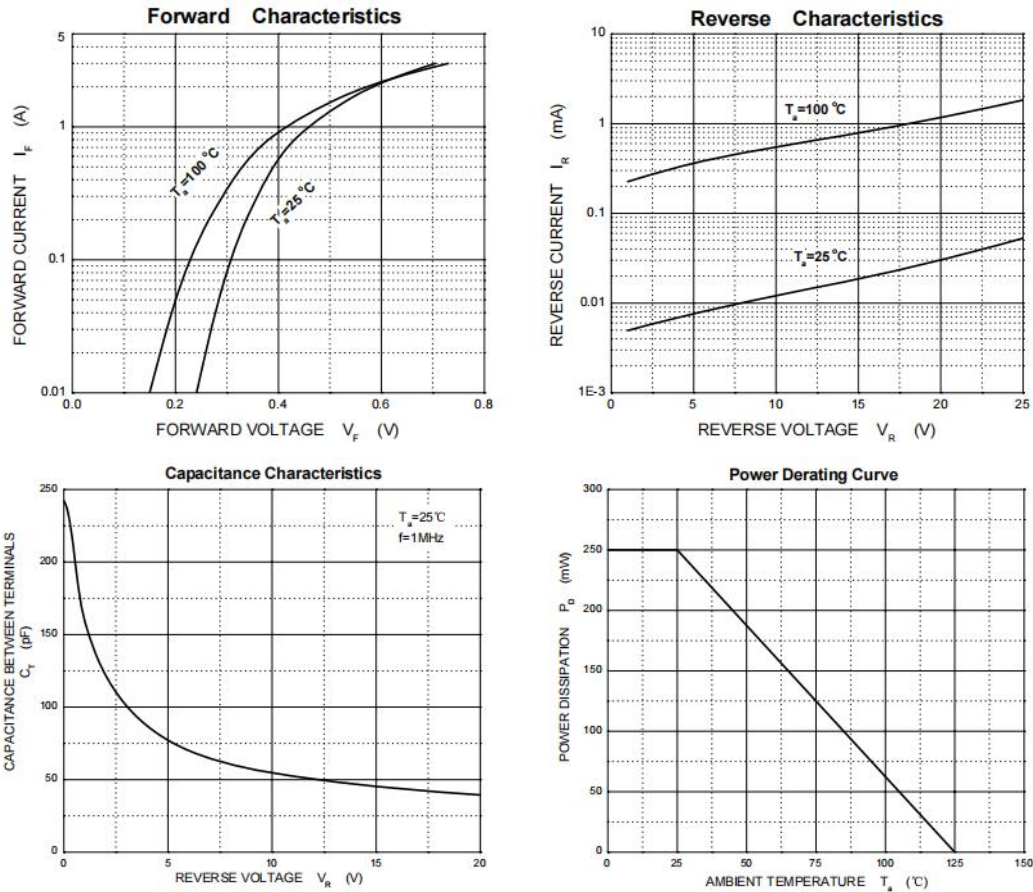 Forward Characteristics
5
1
0.1
0.01
0.0
0.2
0.4
0.6
0.8
FORWARD CURRENT I_F (A)
FORWARD VOLTAGE V_F (V)
T_a=100 °C
T_a=25 °C
Reverse Characteristics
10
1
0.1
0.01
1E-3
0
5
10
15
20
25
REVERSE CURRENT I_R (mA)
REVERSE VOLTAGE V_R (V)
T_a=100 °C
T_a=25 °C
Capacitance Characteristics
250
200
150
100
50
0
0
5
10
15
20
CAPACITANCE BETWEEN TERMINALS
C_T (pF)
REVERSE VOLTAGE V_R (V)
T_a=25℃
f=1MHz
Power Derating Curve
300
250
200
150
100
50
0
0
25
50
75
100
125
150
POWER DISSIPATION P_D (mW)
AMBIENT TEMPERATURE T_a (℃)